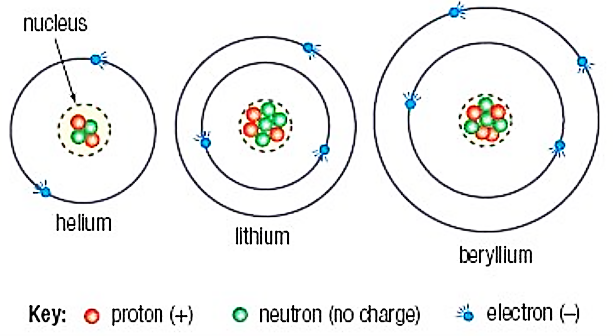 nucleus
helium
lithium
beryllium
Key: proton (+) neutron (no charge) electron (–)